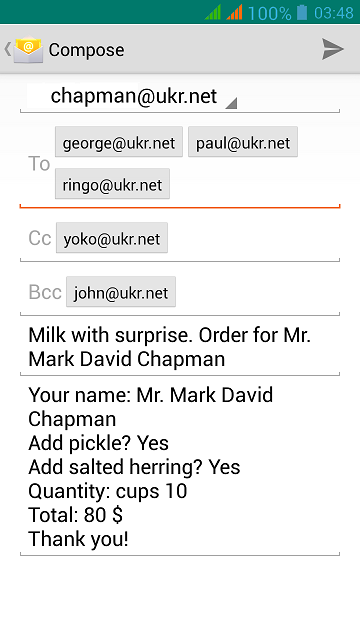 100% 03:48
Compose
chapman@ukr.net
george@ukr.net paul@ukr.net
To
ringo@ukr.net
Cc yoko@ukr.net
Bcc john@ukr.net
Milk with surprise. Order for Mr.
Mark David Chapman
Your name: Mr. Mark David
Chapman
Add pickle? Yes
Add salted herring? Yes
Quantity: cups 10
Total: 80 $
Thank you!